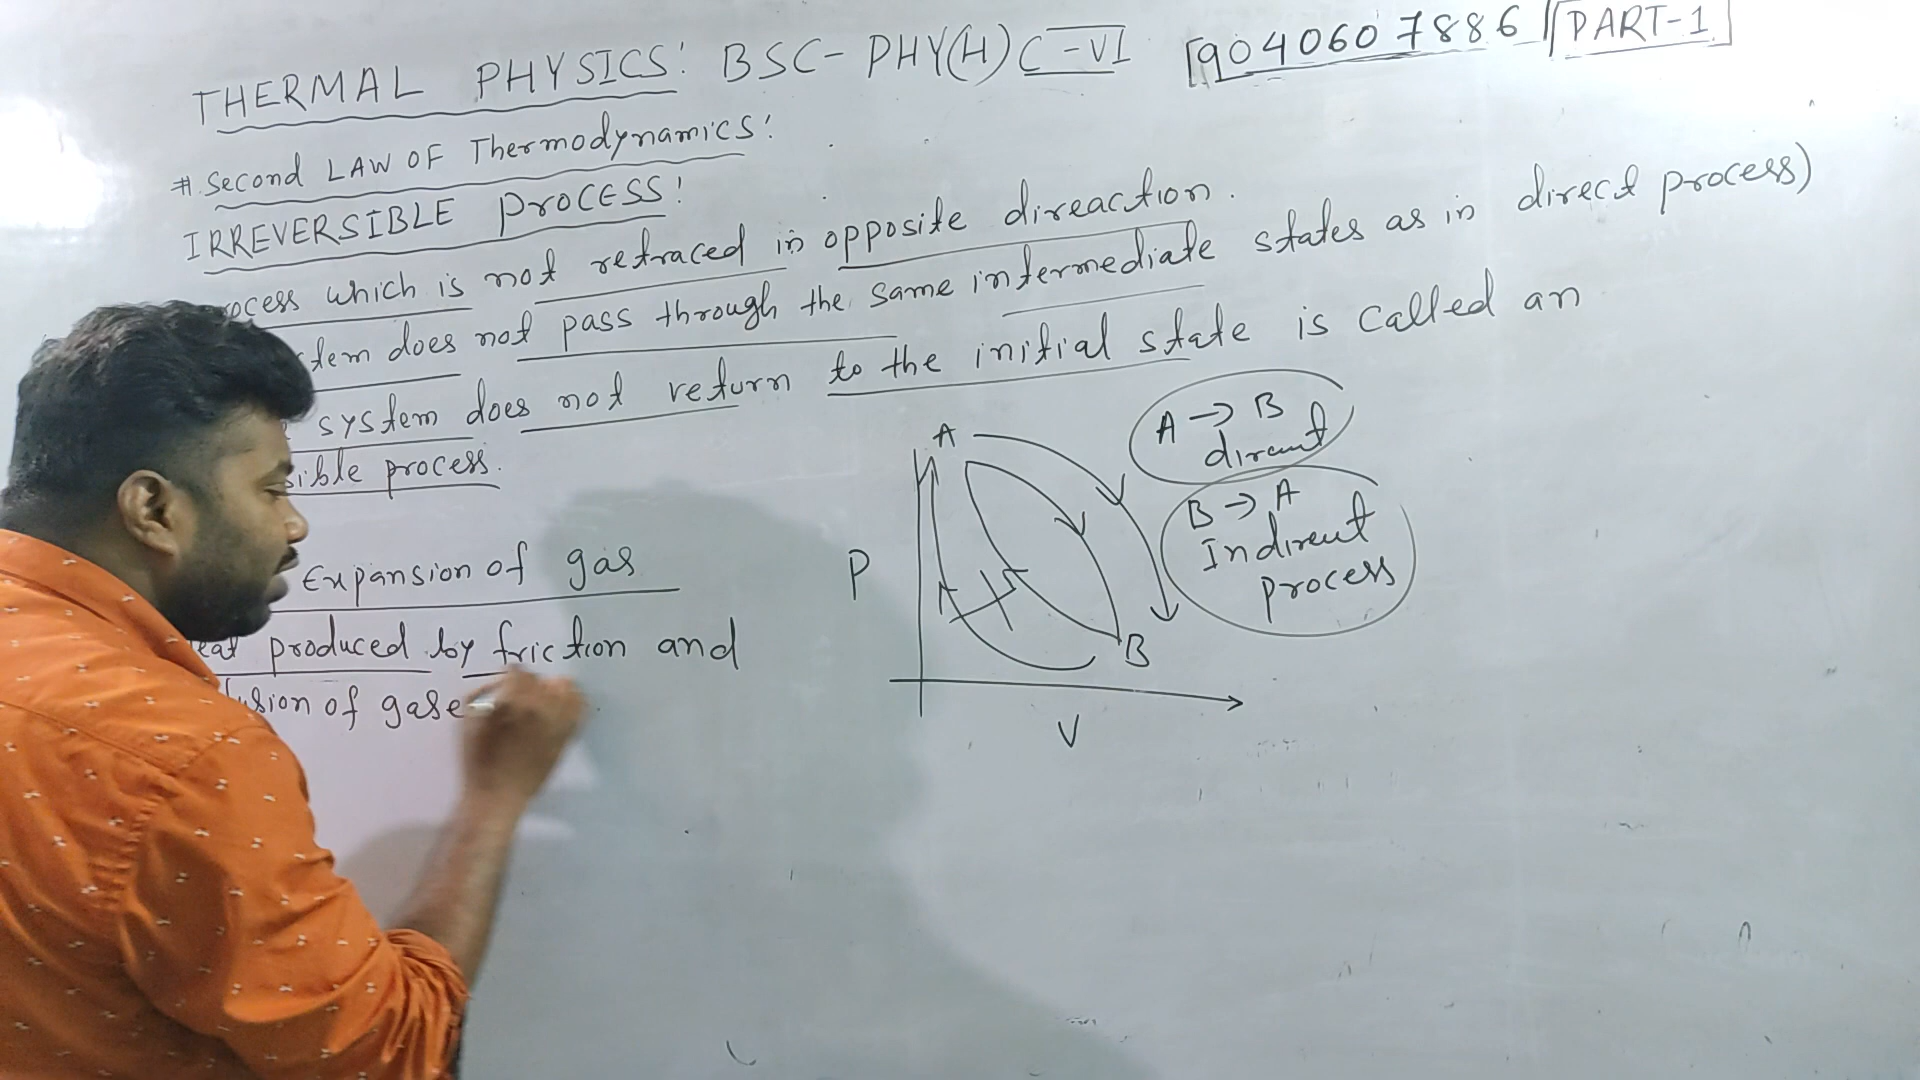 THERMAL PHYSICS: BSC- PHY(H) C-VI 9040607886 PART-1
# Second LAW OF Thermodynamics:
IRREVERSIBLE PROCESS:
which is not retraced in opposite direaction.
does not pass through the same intermediate states as in direct process)
system does not return to the initial state is called an
process.
Expansion of gas
produced by friction and
of gase
A
A → B
B → A
Indirect
process
P
B
V